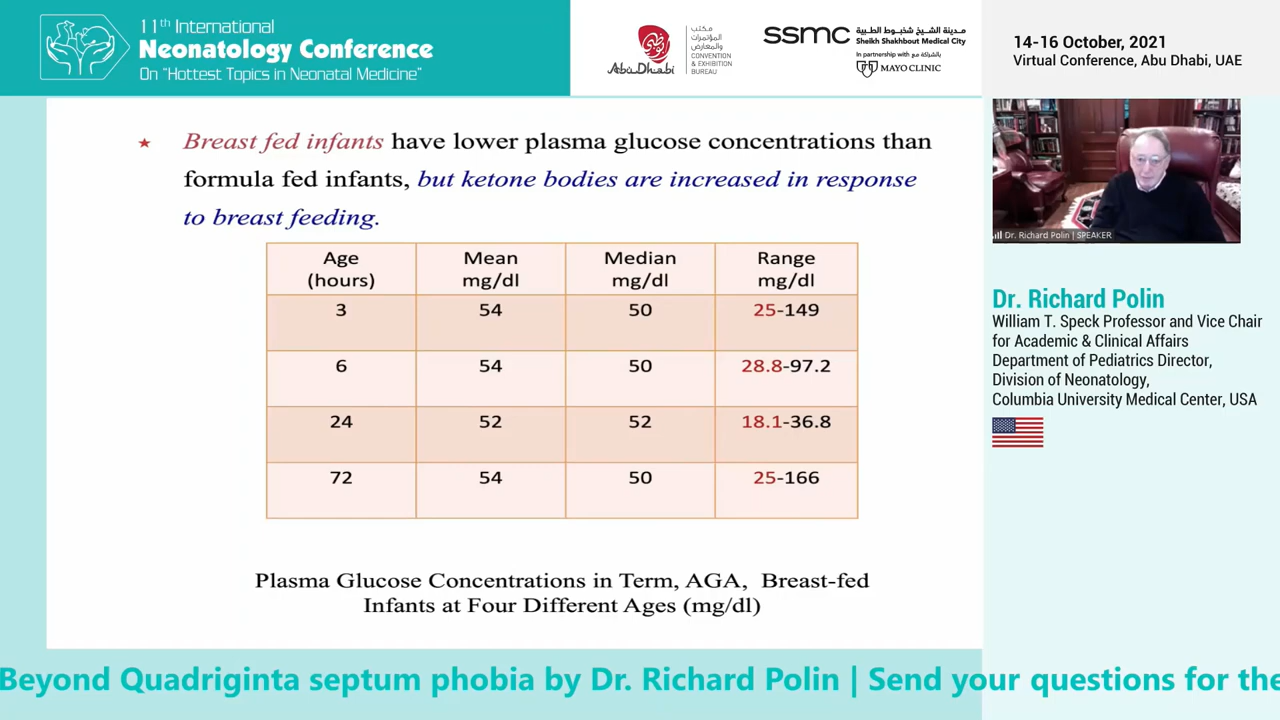 11th International
Neonatology Conference
On “Hottest Topics in Neonatal Medicine”
أبوظبي
Abu Dhabi
مكتب
المؤتمرات
والمعارض
CONVENTION
& EXHIBITION
BUREAU
ssmc
مدينة الشيخ شخبوط الطبية
Sheikh Shakhbout Medical City
In partnership with بالشراكة مع
MAYO CLINIC
14-16 October, 2021
Virtual Conference, Abu Dhabi, UAE
★ Breast fed infants have lower plasma glucose concentrations than
formula fed infants, but ketone bodies are increased in response
to breast feeding.
Age (hours) Mean mg/dl Median mg/dl Range mg/dl
3 54 50 25-149
6 54 50 28.8-97.2
24 52 52 18.1-36.8
72 54 50 25-166
Plasma Glucose Concentrations in Term, AGA, Breast-fed
Infants at Four Different Ages (mg/dl)
Dr. Richard Polin | SPEAKER
Dr. Richard Polin
William T. Speck Professor and Vice Chair
for Academic & Clinical Affairs
Department of Pediatrics Director,
Division of Neonatology,
Columbia University Medical Center, USA
Beyond Quadriginta septum phobia by Dr. Richard Polin | Send your questions for the